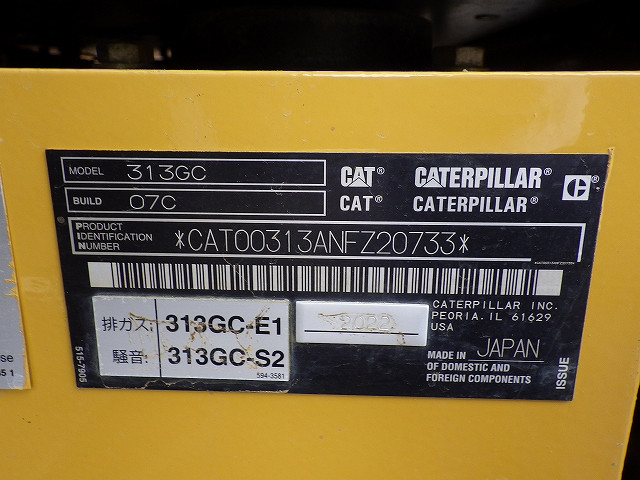 MODEL 313GC
CAT® CATERPILLAR®
BUILD 07C
CAT® CATERPILLAR®
PRODUCT
IDENTIFICATION
NUMBER
*CAT00313ANFZ20733*
*CAT00313ANFZ20733*
排ガス: 313GC-E1
騒音: 313GC-S2
594-3581
CATERPILLAR INC.
PEORIA. IL 61629
USA
MADE IN JAPAN
OF DOMESTIC AND
FOREIGN COMPONENTS
ISSUE
515-7905
se